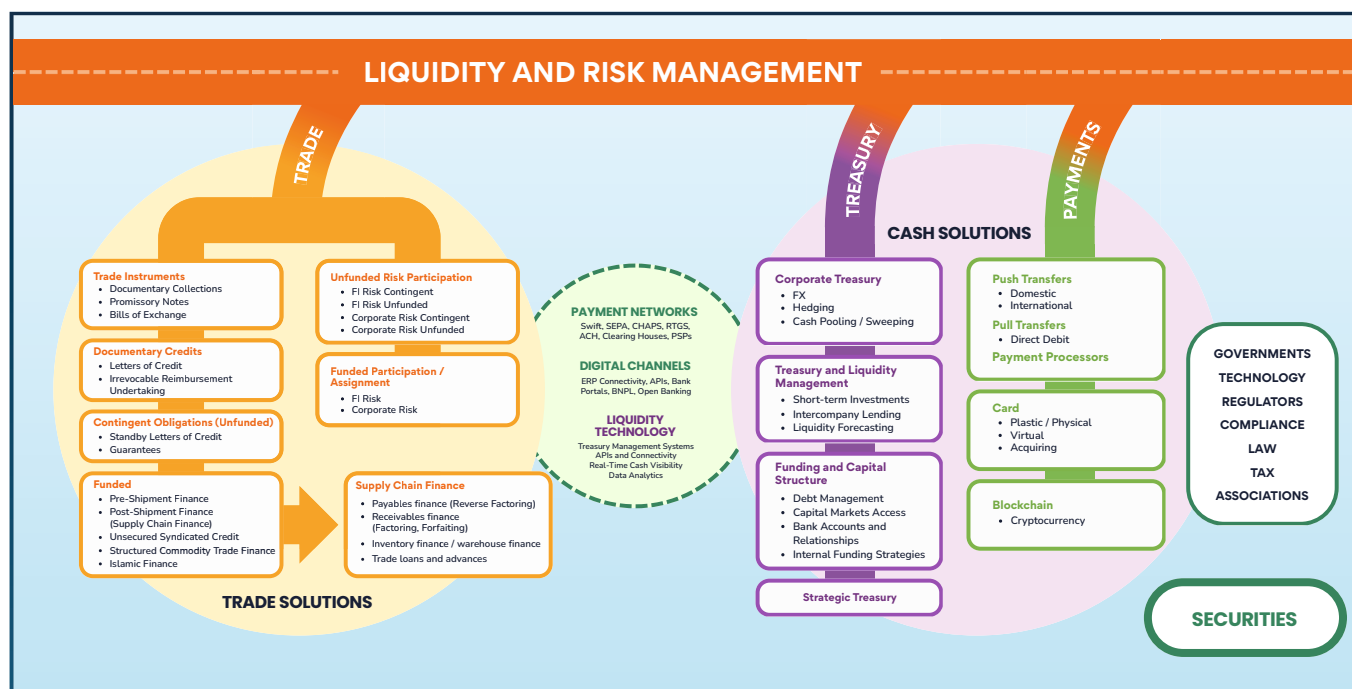 LIQUIDITY AND RISK MANAGEMENT
TRADE
TREASURY
PAYMENTS
CASH SOLUTIONS
Trade Instruments
• Documentary Collections
• Promissory Notes
• Bills of Exchange
Documentary Credits
• Letters of Credit
• Irrevocable Reimbursement
Undertaking
Contingent Obligations (Unfunded)
• Standby Letters of Credit
• Guarantees
Funded
• Pre-Shipment Finance
• Post-Shipment Finance
(Supply Chain Finance)
• Unsecured Syndicated Credit
• Structured Commodity Trade Finance
• Islamic Finance
Unfunded Risk Participation
• FI Risk Contingent
• FI Risk Unfunded
• Corporate Risk Contingent
• Corporate Risk Unfunded
Funded Participation /
Assignment
• FI Risk
• Corporate Risk
Supply Chain Finance
• Payables finance (Reverse Factoring)
• Receivables finance
(Factoring, Forfaiting)
• Inventory finance / warehouse finance
• Trade loans and advances
TRADE SOLUTIONS
PAYMENT NETWORKS
Swift, SEPA, CHAPS, RTGS,
ACH, Clearing Houses, PSPs
DIGITAL CHANNELS
ERP Connectivity, APIs, Bank
Portals, BNPL, Open Banking
LIQUIDITY
TECHNOLOGY
Treasury Management Systems
APIs and Connectivity
Real-Time Cash Visibility
Data Analytics
Corporate Treasury
• FX
• Hedging
• Cash Pooling / Sweeping
Treasury and Liquidity
Management
• Short-term Investments
• Intercompany Lending
• Liquidity Forecasting
Funding and Capital
Structure
• Debt Management
• Capital Markets Access
• Bank Accounts and
Relationships
• Internal Funding Strategies
Strategic Treasury
Push Transfers
• Domestic
• International
Pull Transfers
• Direct Debit
Payment Processors
Card
• Plastic / Physical
• Virtual
• Acquiring
Blockchain
• Cryptocurrency
GOVERNMENTS
TECHNOLOGY
REGULATORS
COMPLIANCE
LAW
TAX
ASSOCIATIONS
SECURITIES